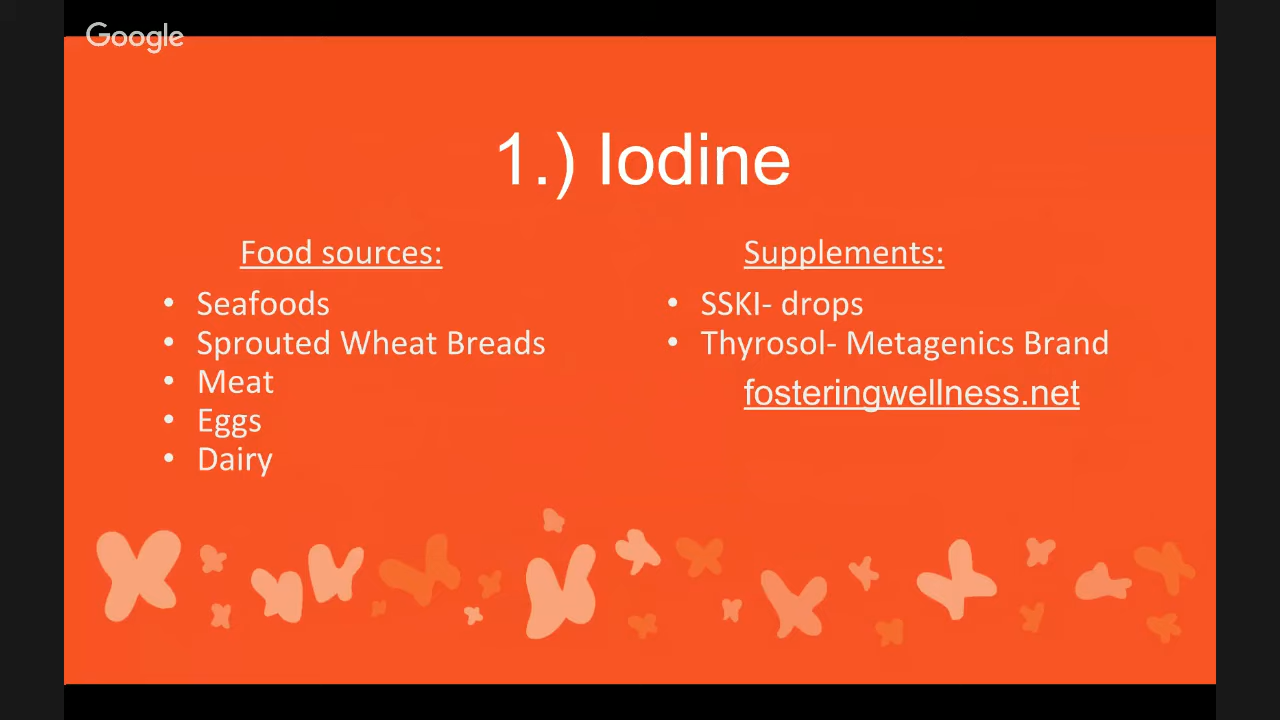 Google
1.) Iodine
Food sources:
• Seafoods
• Sprouted Wheat Breads
• Meat
• Eggs
• Dairy
Supplements:
• SSKI- drops
• Thyrosol- Metagenics Brand
fosteringwellness.net